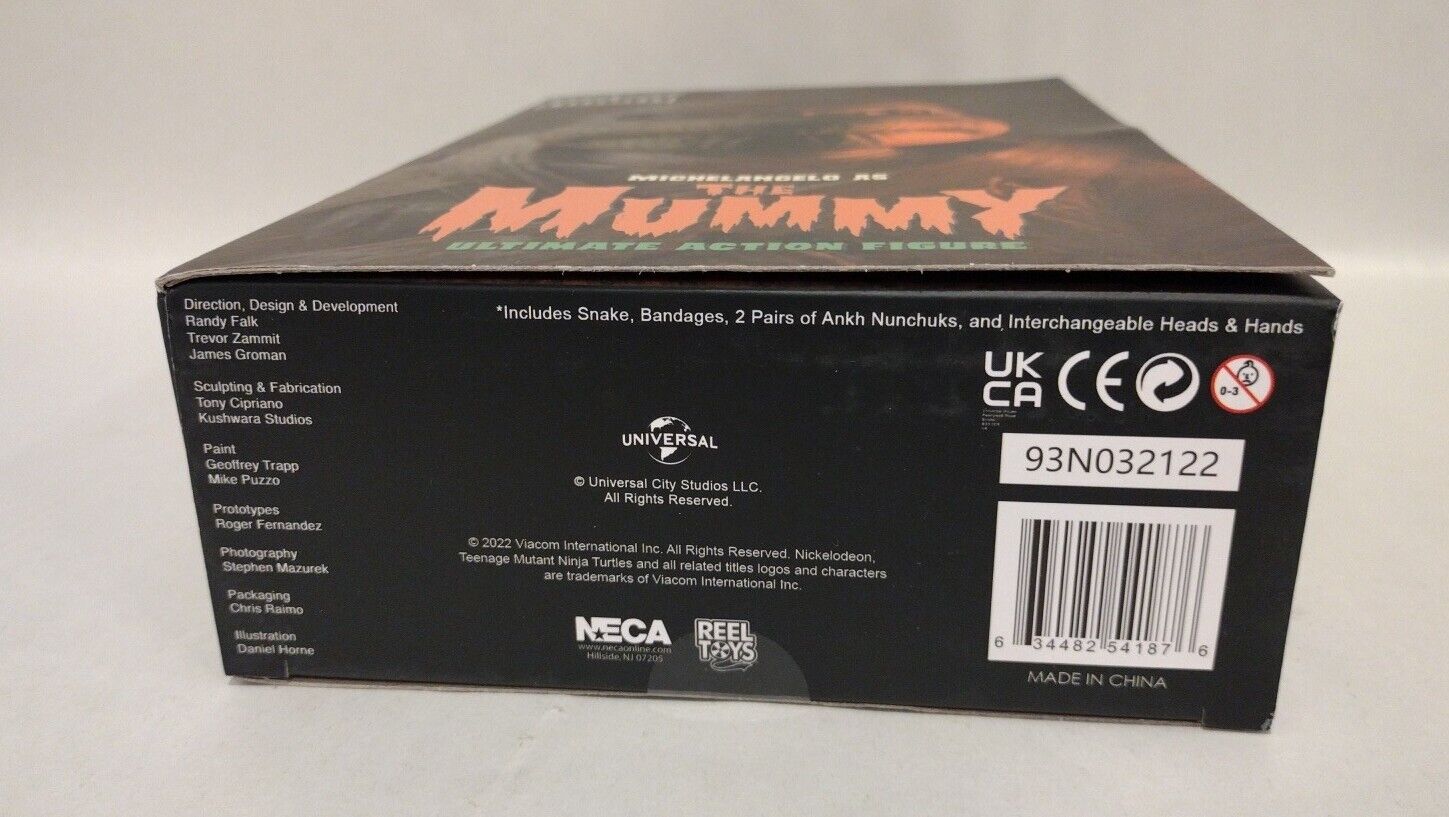 MICHELANGELO AS
THE
MUMMY
ULTIMATE ACTION FIGURE
Direction, Design & Development
Randy Falk
Trevor Zammit
James Groman
Sculpting & Fabrication
Tony Cipriano
Kushwara Studios
Paint
Geoffrey Trapp
Mike Puzzo
Prototypes
Roger Fernandez
Photography
Stephen Mazurek
Packaging
Chris Raimo
Illustration
Daniel Horne
*Includes Snake, Bandages, 2 Pairs of Ankh Nunchuks, and Interchangeable Heads & Hands
UNIVERSAL
© Universal City Studios LLC.
All Rights Reserved.
© 2022 Viacom International Inc. All Rights Reserved. Nickelodeon,
Teenage Mutant Ninja Turtles and all related titles logos and characters
are trademarks of Viacom International Inc.
NECA
www.necaonline.com
Hillside, NJ 07205
REEL
TOYS
UK
CA
CE
0-3
93N032122
6 34482 54187 6
MADE IN CHINA